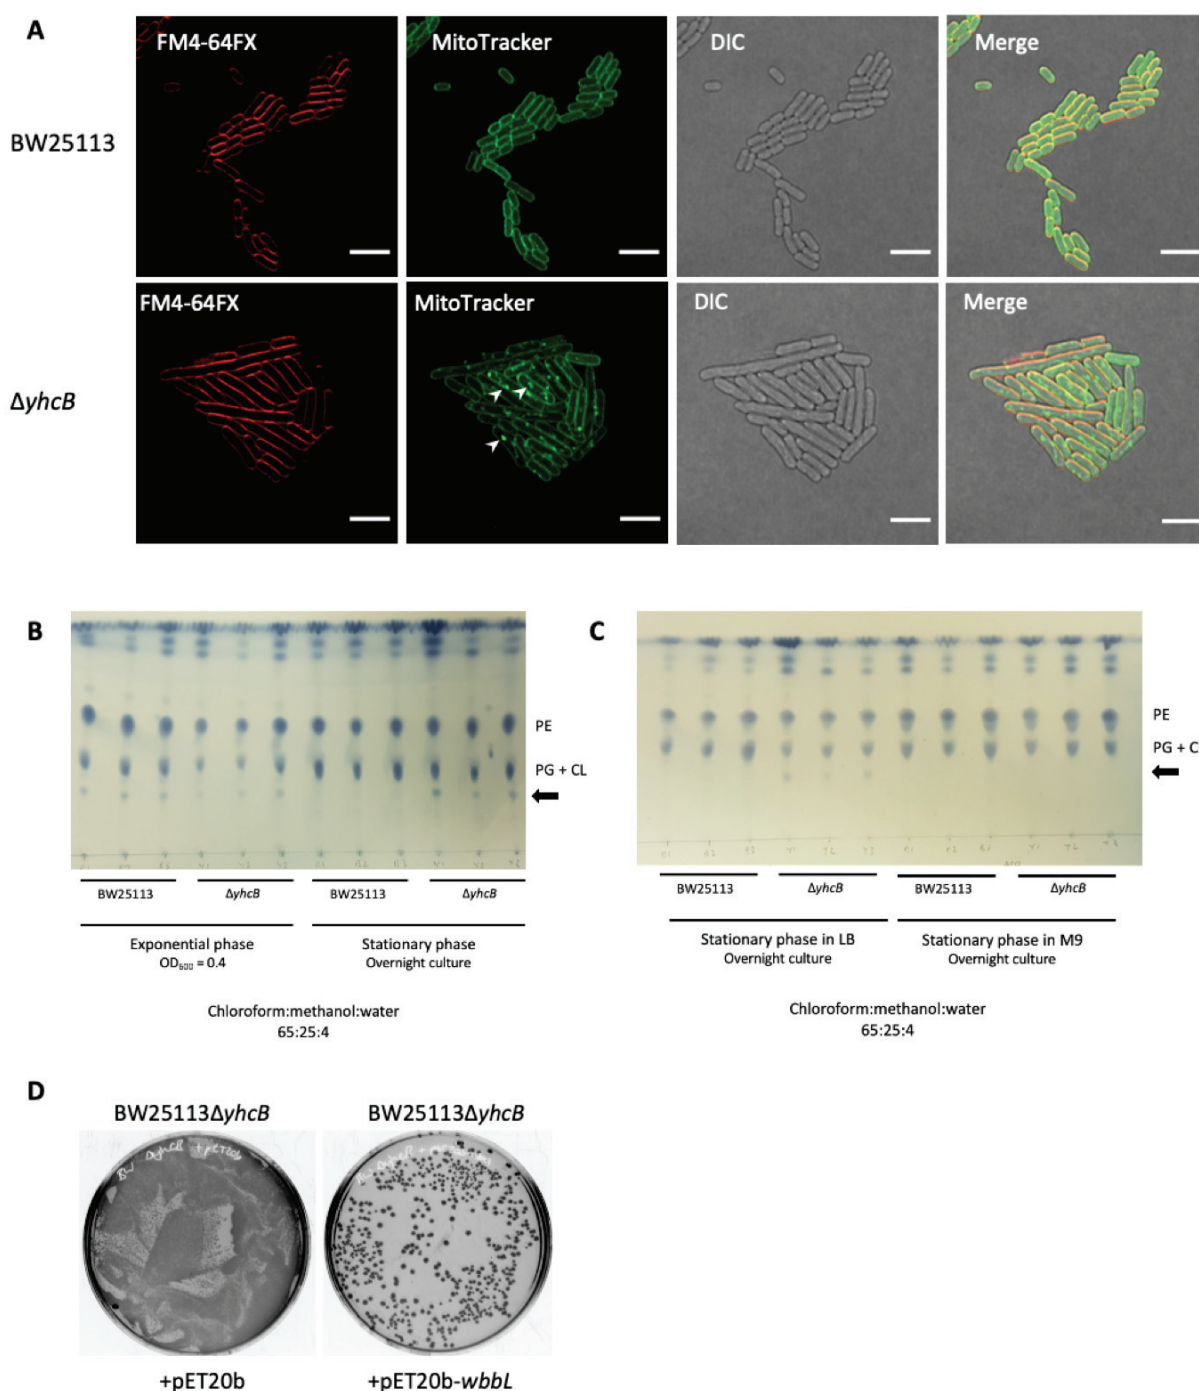 A
FM4-64FX
MitoTracker
DIC
Merge
BW25113
FM4-64FX
MitoTracker
DIC
Merge
ΔyhcB
B
PE
PG + CL
BW25113
ΔyhcB
BW25113
ΔyhcB
Exponential phase
OD₆₀₀ = 0.4
Stationary phase
Overnight culture
Chloroform:methanol:water
65:25:4
C
PE
PG + C
BW25113
ΔyhcB
BW25113
ΔyhcB
Stationary phase in LB
Overnight culture
Stationary phase in M9
Overnight culture
Chloroform:methanol:water
65:25:4
D
BW25113ΔyhcB
BW25113ΔyhcB
BW ΔyhcB +pET20b
+pET20b
+pET20b-wbbL